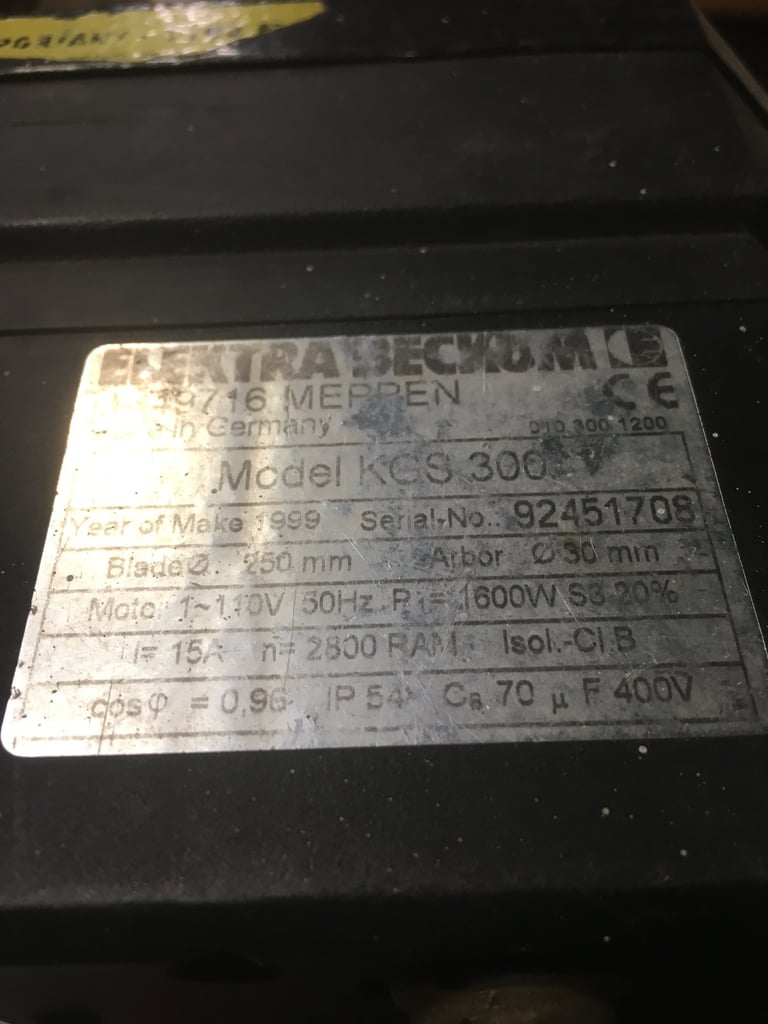 ELEKTRA BECKUM
49716 MEPPEN CE
in Germany 010 300 1200
Model KGS 300
Year of Make 1999 Serial-No.: 92451708
Blade Ø. 250 mm Arbor Ø 30 mm
Motor 1~110V 50Hz P1= 1600W S3 20%
I= 15A n= 2800 RAM Isol.-Cl.B
cosφ = 0,96 IP 54 CB 70 µ F 400V